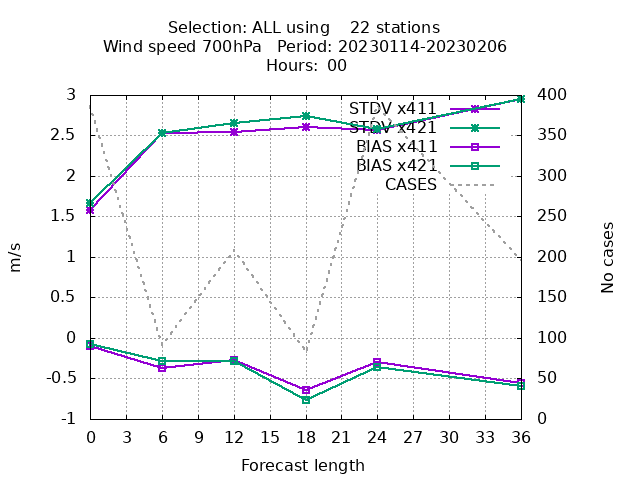 Selection: ALL using    22 stations
Wind speed 700hPa   Period: 20230114-20230206
Hours: 00
3
2.5
2
1.5
1
0.5
0
-0.5
-1
m/s
STDV x411
STDV x421
BIAS x411
BIAS x421
CASES
400
350
300
250
200
150
100
50
0
No cases
0 3 6 9 12 15 18 21 24 27 30 33 36
Forecast length